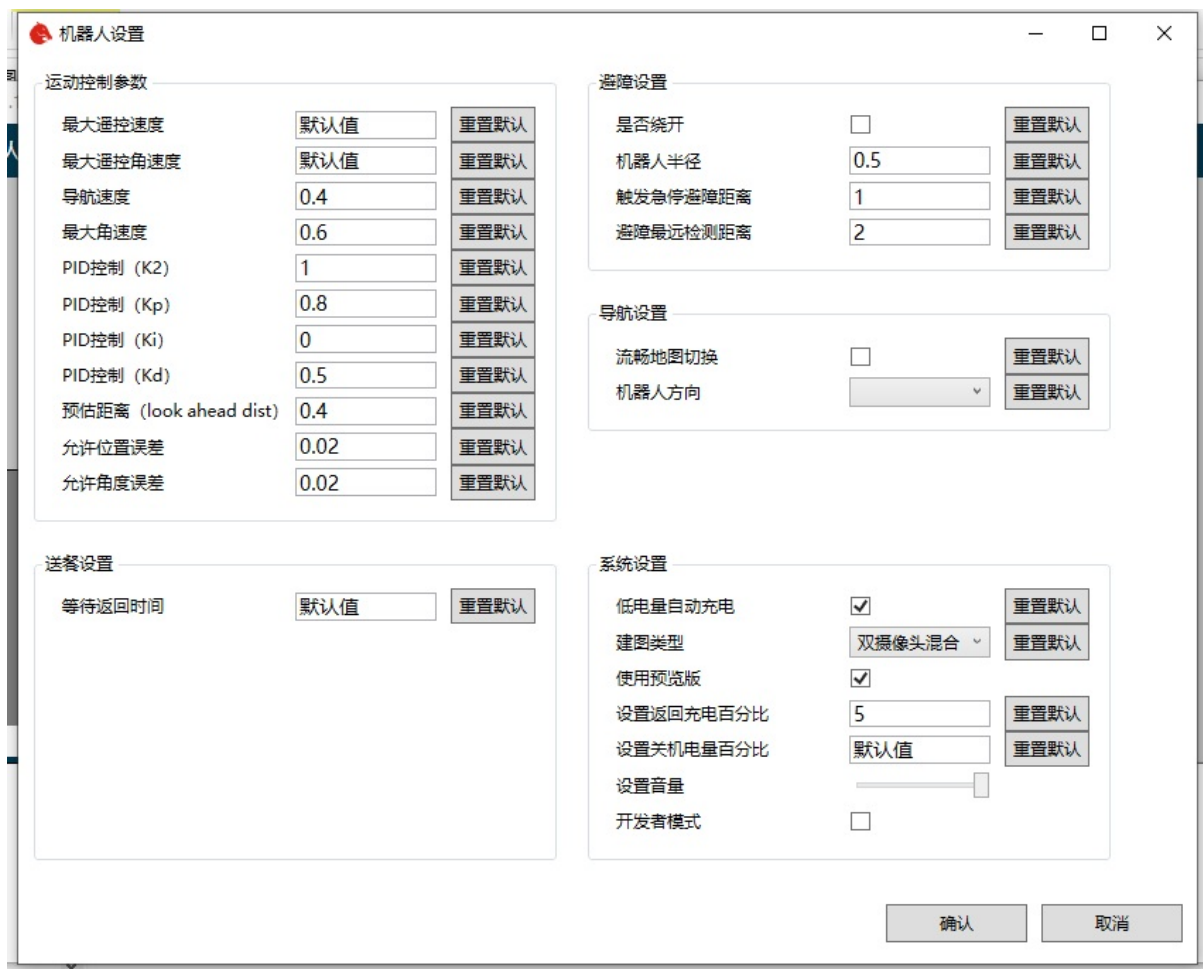 机器人设置
运动控制参数
最大遥控速度 默认值 重置默认
最大遥控角速度 默认值 重置默认
导航速度 0.4 重置默认
最大角速度 0.6 重置默认
PID控制（K2） 1 重置默认
PID控制（Kp） 0.8 重置默认
PID控制（Ki） 0 重置默认
PID控制（Kd） 0.5 重置默认
预估距离（look ahead dist） 0.4 重置默认
允许位置误差 0.02 重置默认
允许角度误差 0.02 重置默认
避障设置
是否绕开 重置默认
机器人半径 0.5 重置默认
触发急停避障距离 1 重置默认
避障最远检测距离 2 重置默认
导航设置
流畅地图切换 重置默认
机器人方向 重置默认
送餐设置
等待返回时间 默认值 重置默认
系统设置
低电量自动充电 重置默认
建图类型 双摄像头混合 重置默认
使用预览版
设置返回充电百分比 5 重置默认
设置关机电量百分比 默认值 重置默认
设置音量
开发者模式
确认 取消